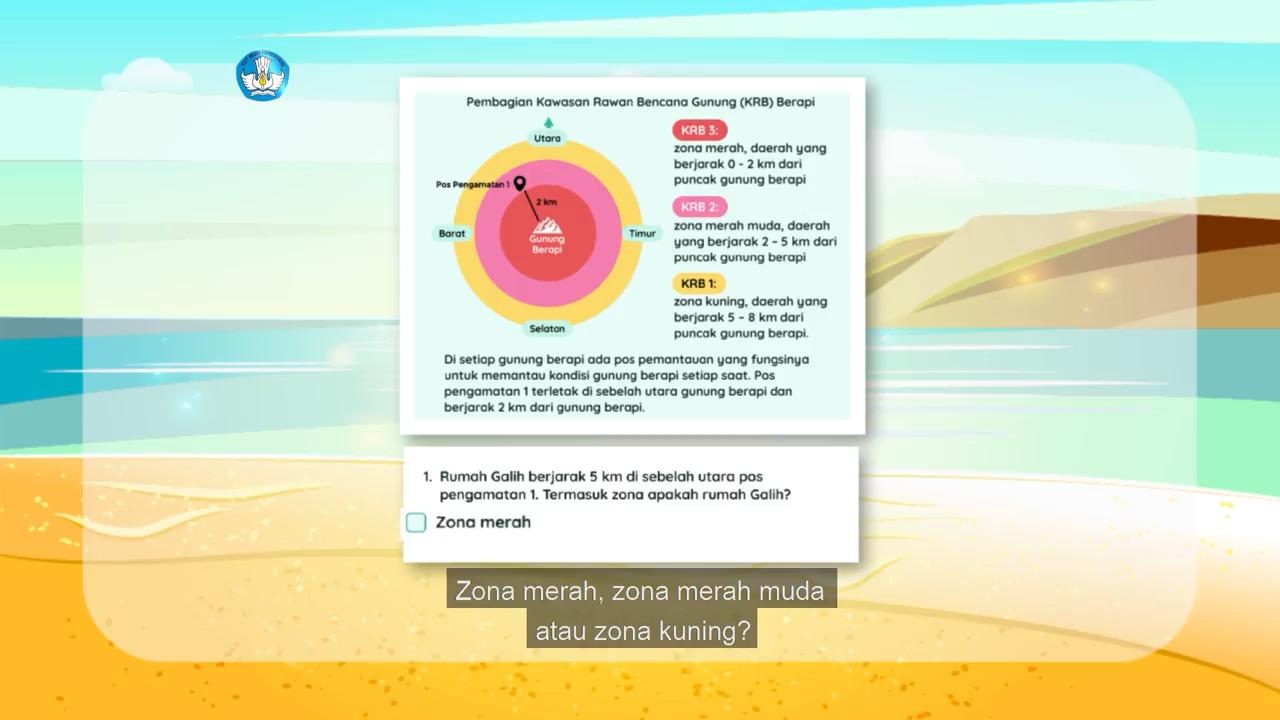 Pembagian Kawasan Rawan Bencana Gunung (KRB) Berapi
Utara
Pos Pengamatan 1
2 km
Barat
Gunung
Berapi
Timur
Selatan
KRB 3:
zona merah, daerah yang
berjarak 0 - 2 km dari
puncak gunung berapi
KRB 2:
zona merah muda, daerah
yang berjarak 2 - 5 km dari
puncak gunung berapi
KRB 1:
zona kuning, daerah yang
berjarak 5 - 8 km dari
puncak gunung berapi.
Di setiap gunung berapi ada pos pemantauan yang fungsinya
untuk memantau kondisi gunung berapi setiap saat. Pos
pengamatan 1 terletak di sebelah utara gunung berapi dan
berjarak 2 km dari gunung berapi.
1. Rumah Galih berjarak 5 km di sebelah utara pos
pengamatan 1. Termasuk zona apakah rumah Galih?
Zona merah
Zona merah, zona merah muda
atau zona kuning?